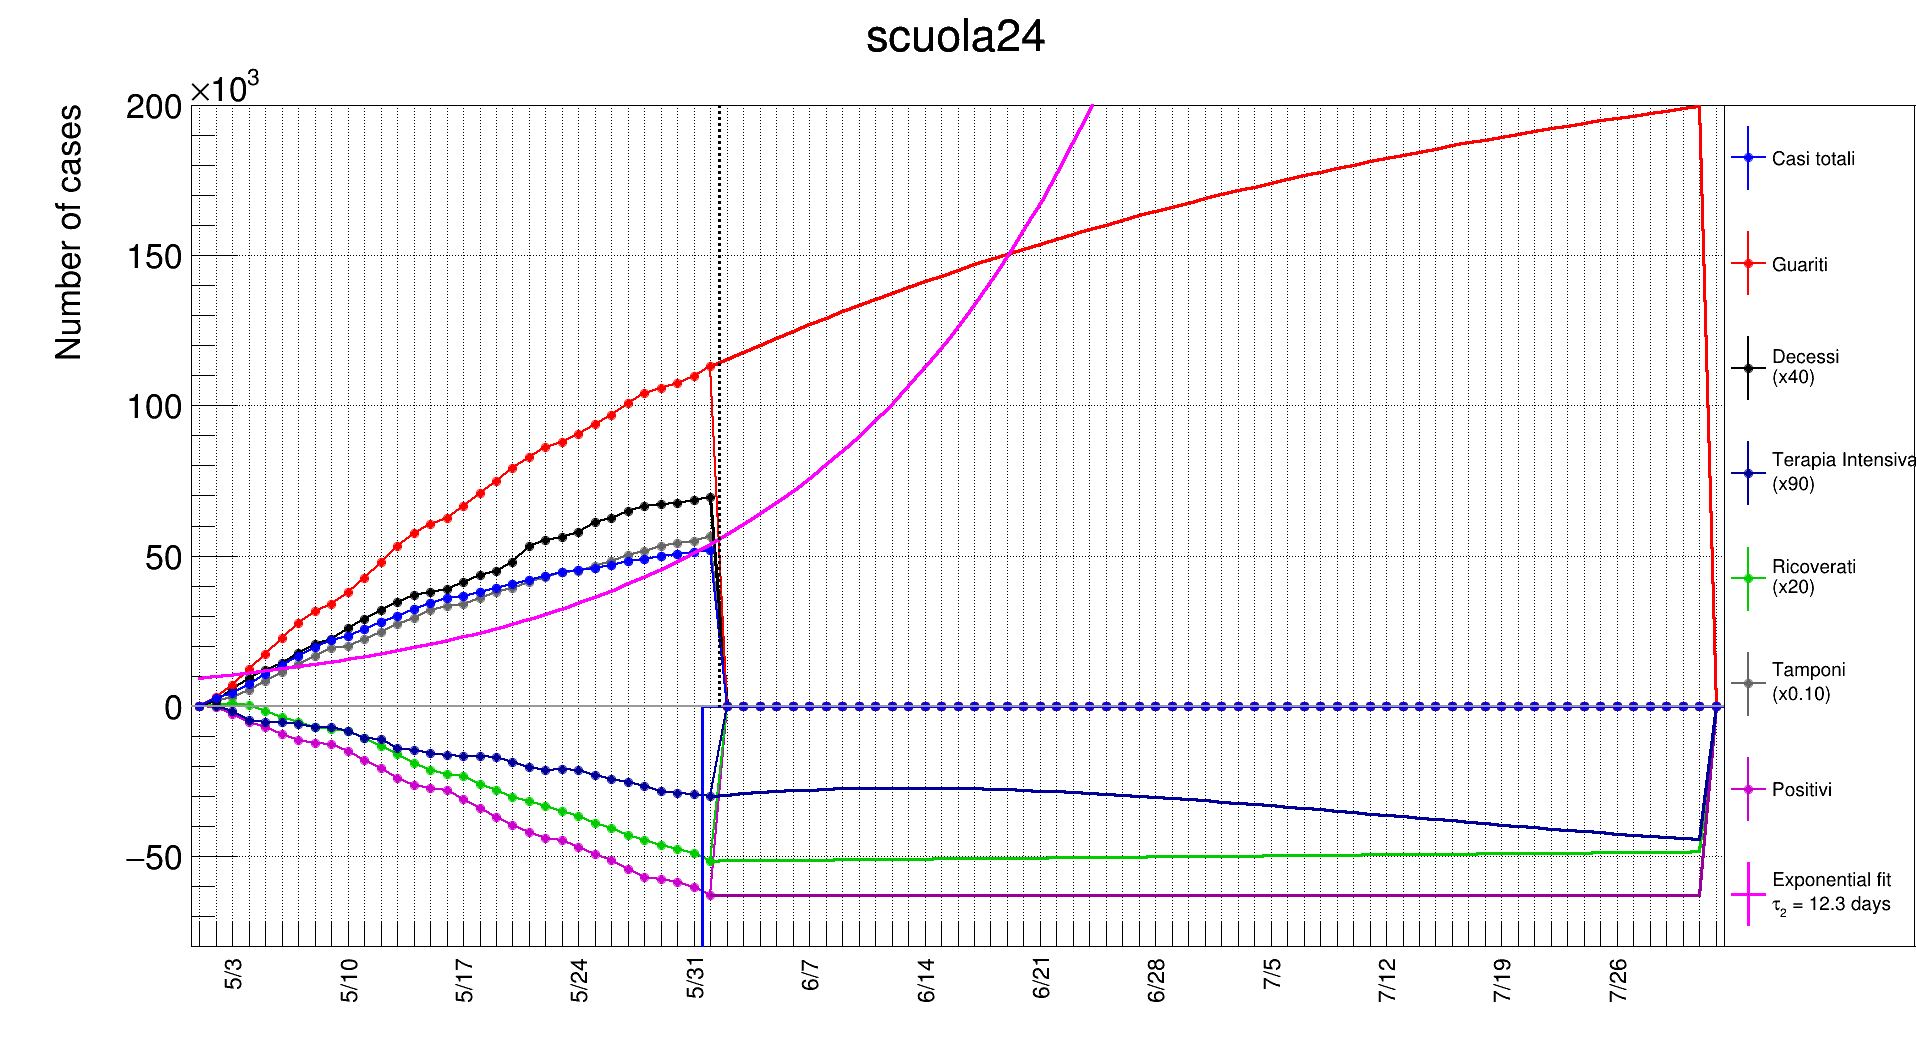 scuola24
×10³
Number of cases
200
150
100
50
0
−50
5/3
5/10
5/17
5/24
5/31
6/7
6/14
6/21
6/28
7/5
7/12
7/19
7/26
Casi totali
Guariti
Decessi
(x40)
Terapia Intensiva
(x90)
Ricoverati
(x20)
Tamponi
(x0.10)
Positivi
Exponential fit
τ₂ = 12.3 days